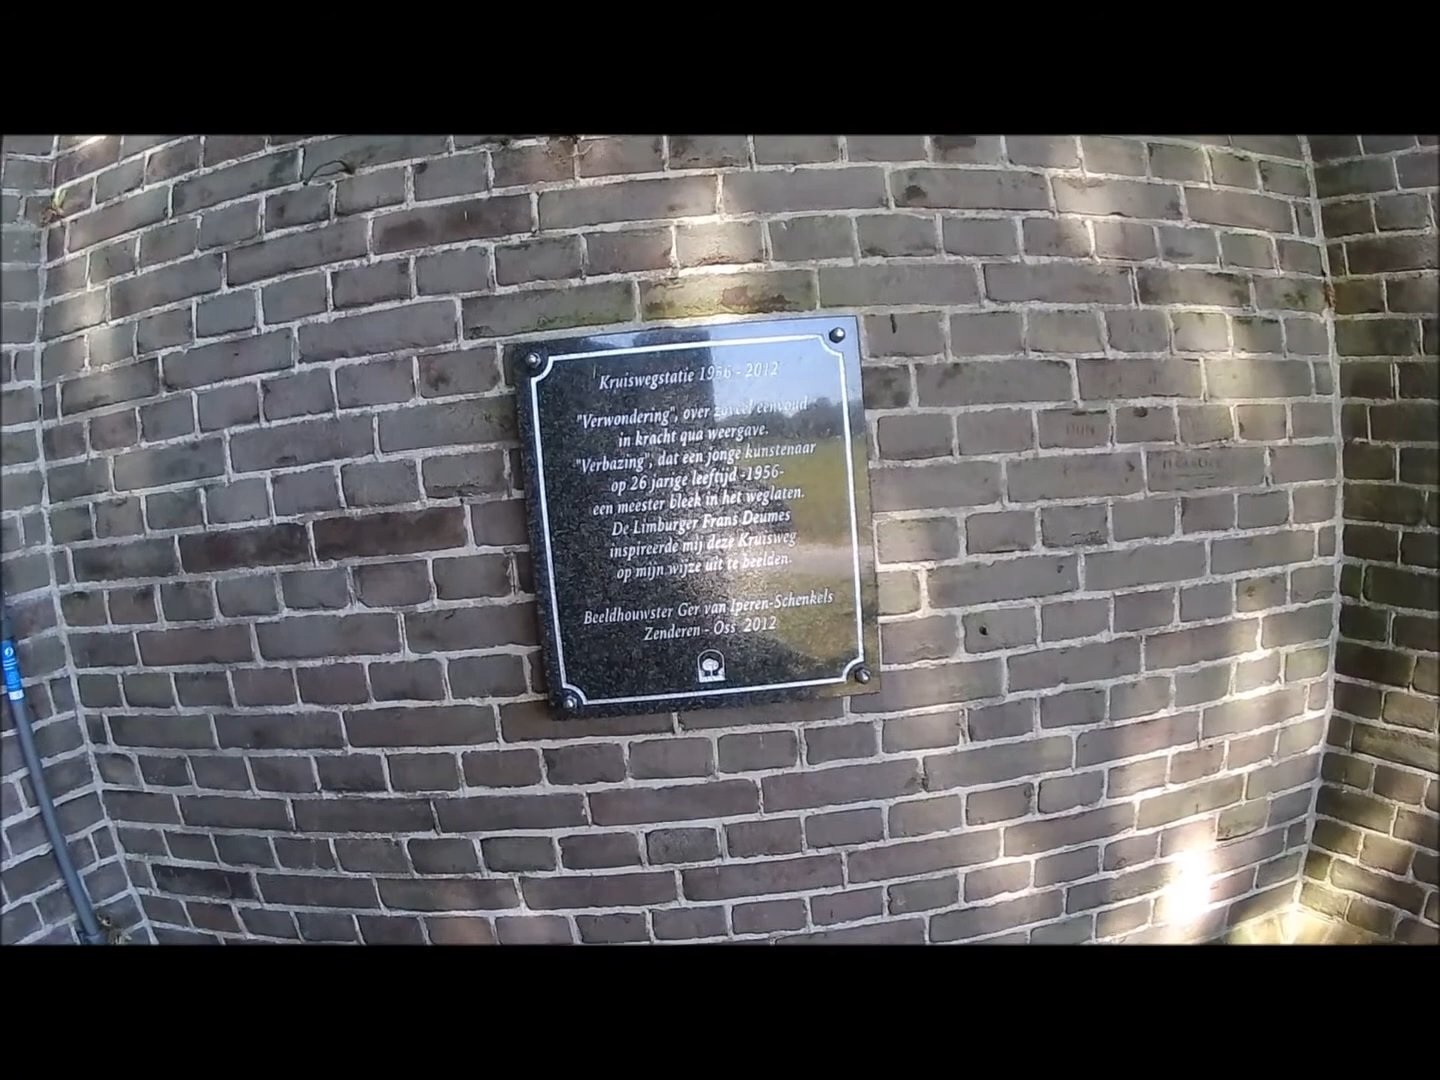 Kruiswegstatie 1956 - 2012
"Verwondering", over zoveel eenvoud
in kracht qua weergave.
"Verbazing", dat een jonge kunstenaar
op 26 jarige leeftijd -1956-
een meester bleek in het weglaten.
De Limburger Frans Deumes
inspireerde mij deze Kruisweg
op mijn wijze uit te beelden.
Beeldhouwster Ger van Iperen-Schenkels
Zenderen - Oss 2012